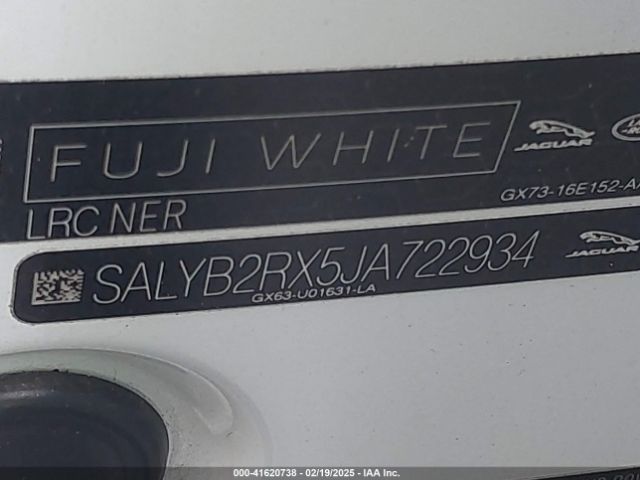 FUJI WHITE
JAGUAR
GX73-16E152-A
LRC NER
SALYB2RX5JA722934
JAGUAR
GX63-U01631-LA
000-41620738 - 02/19/2025 - IAA Inc.